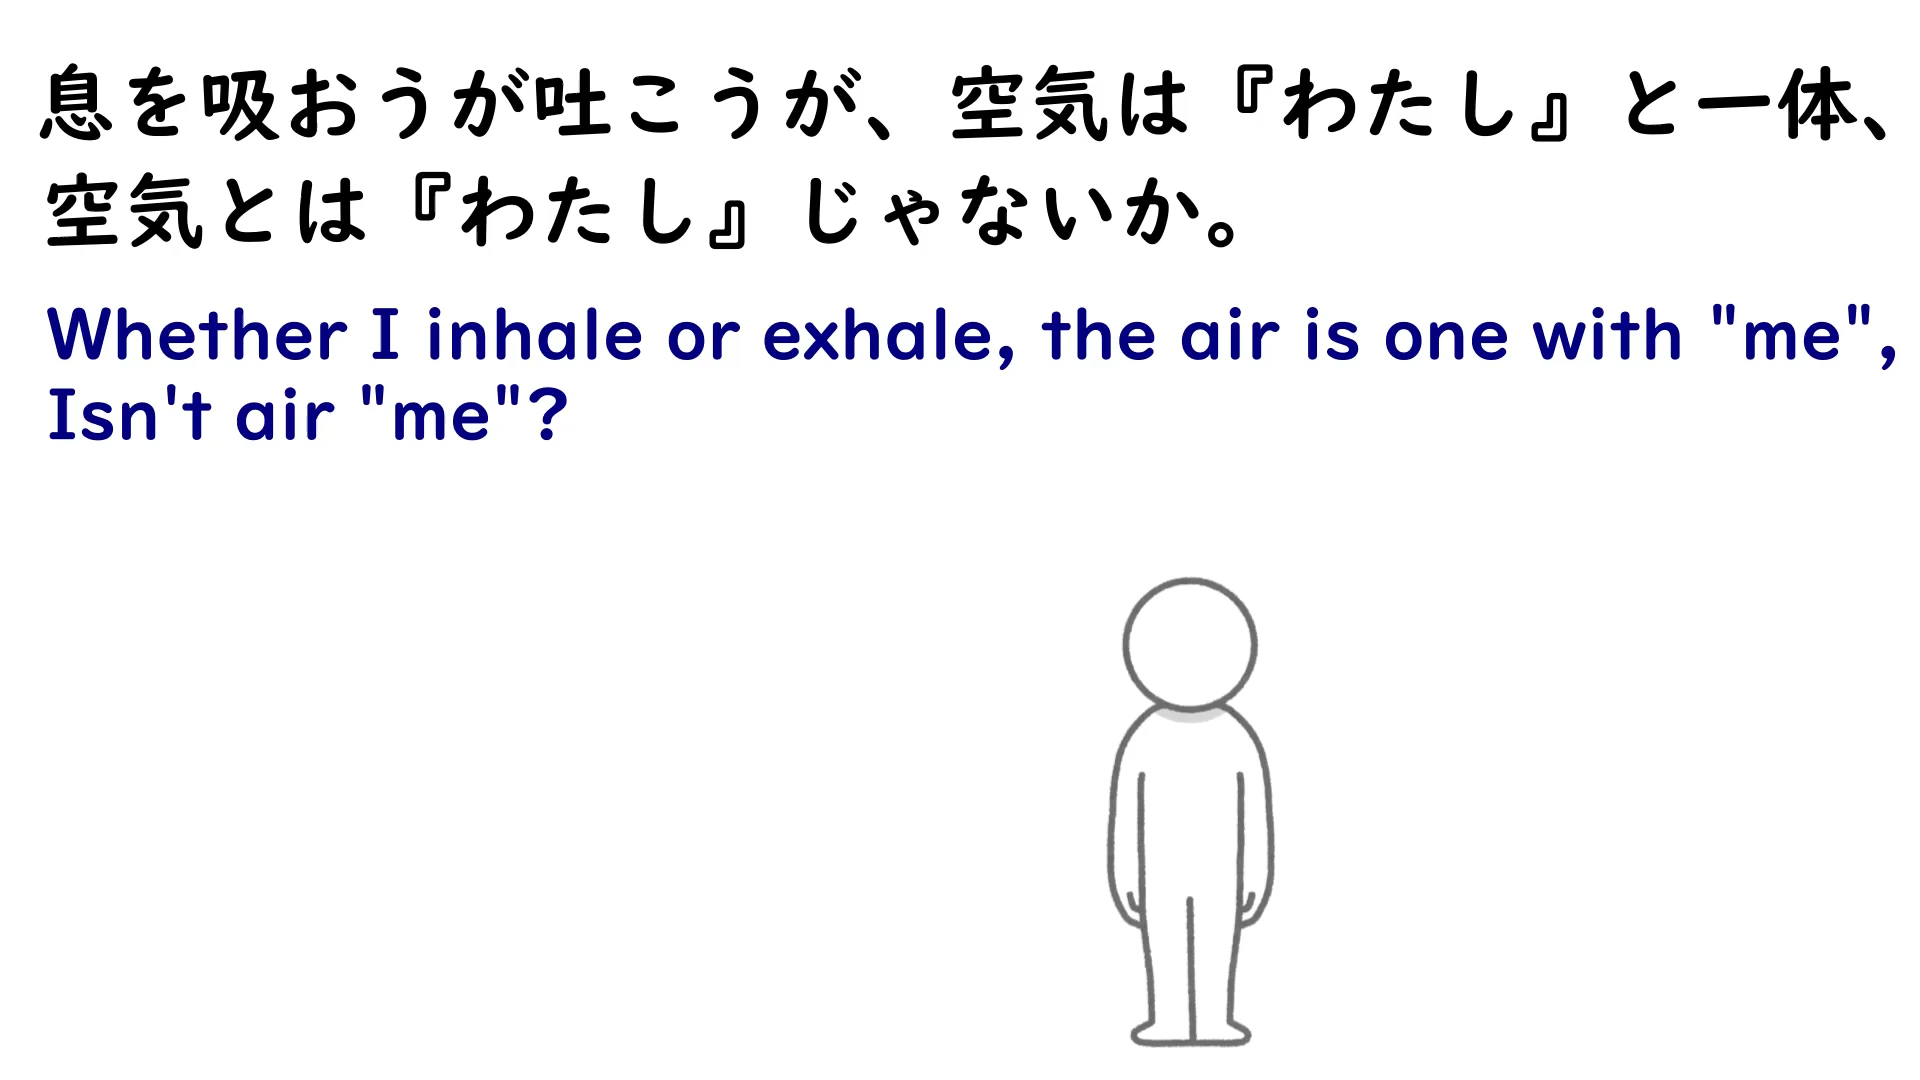 息を吸おうが吐こうが、空気は『わたし』と一体、
空気とは『わたし』じゃないか。
Whether I inhale or exhale, the air is one with "me",
Isn't air "me"?